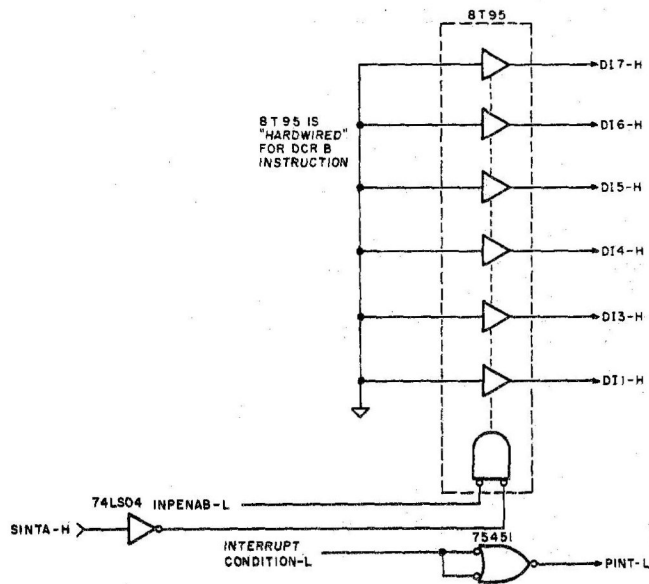 8T95
DI7-H
8T95 IS
"HARDWIRED"
FOR DCR B
INSTRUCTION
DI6-H
DI5-H
DI4-H
DI3-H
DI1-H
74LS04
INPENAB-L
SINTA-H
INTERRUPT
CONDITION-L
75451
PINT-L